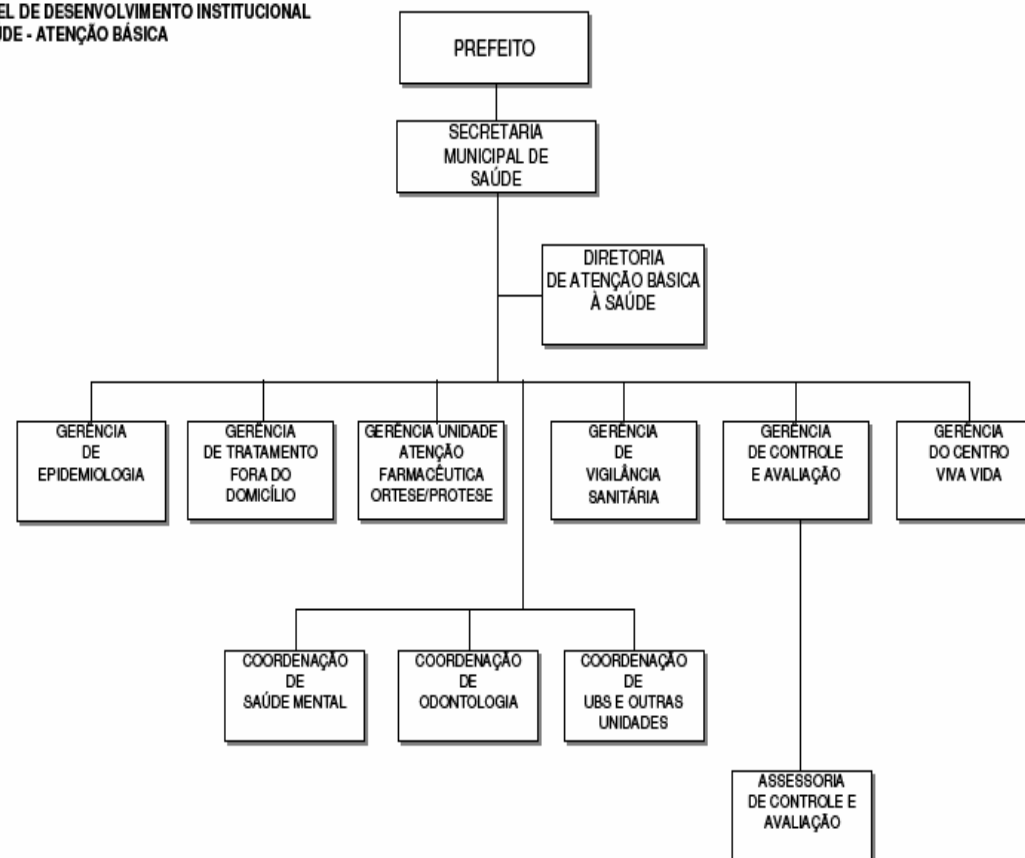 EL DE DESENVOLVIMENTO INSTITUCIONAL
DE - ATENÇÃO BÁSICA
PREFEITO
SECRETARIA
MUNICIPAL DE
SAÚDE
DIRETORIA
DE ATENÇÃO BÁSICA
À SAÚDE
GERÊNCIA
DE
EPIDEMIOLOGIA
GERÊNCIA
DE TRATAMENTO
FORA DO
DOMICÍLIO
GERÊNCIA UNIDADE
ATENÇÃO
FARMACÊUTICA
ORTESE/PROTESE
GERÊNCIA
DE
VIGILÂNCIA
SANITÁRIA
GERÊNCIA
DE CONTROLE
E AVALIAÇÃO
GERÊNCIA
DO CENTRO
VIVA VIDA
COORDENAÇÃO
DE
SAÚDE MENTAL
COORDENAÇÃO
DE
ODONTOLOGIA
COORDENAÇÃO
DE
UBS E OUTRAS
UNIDADES
ASSESSORIA
DE CONTROLE E
AVALIAÇÃO